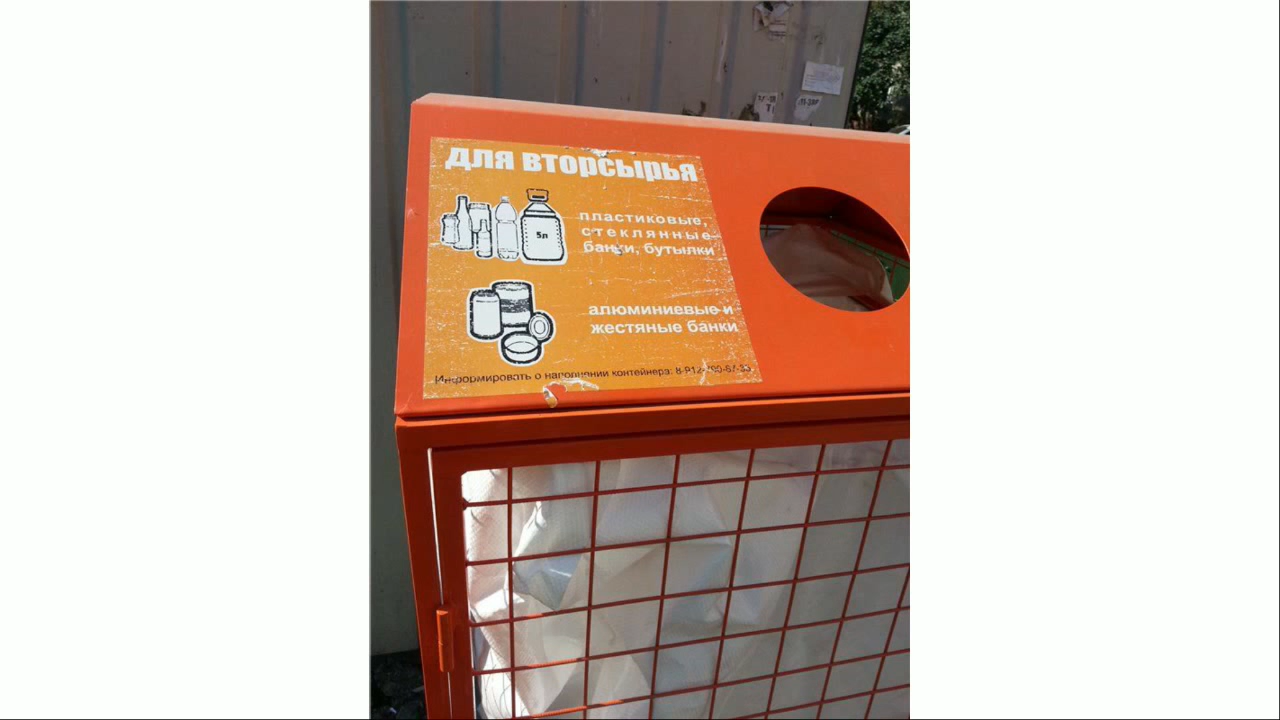 для вторсырья
5л
пластиковые,
стеклянные
банки, бутылки
алюминиевые и
жестяные банки
Информировать о наполнении контейнера: